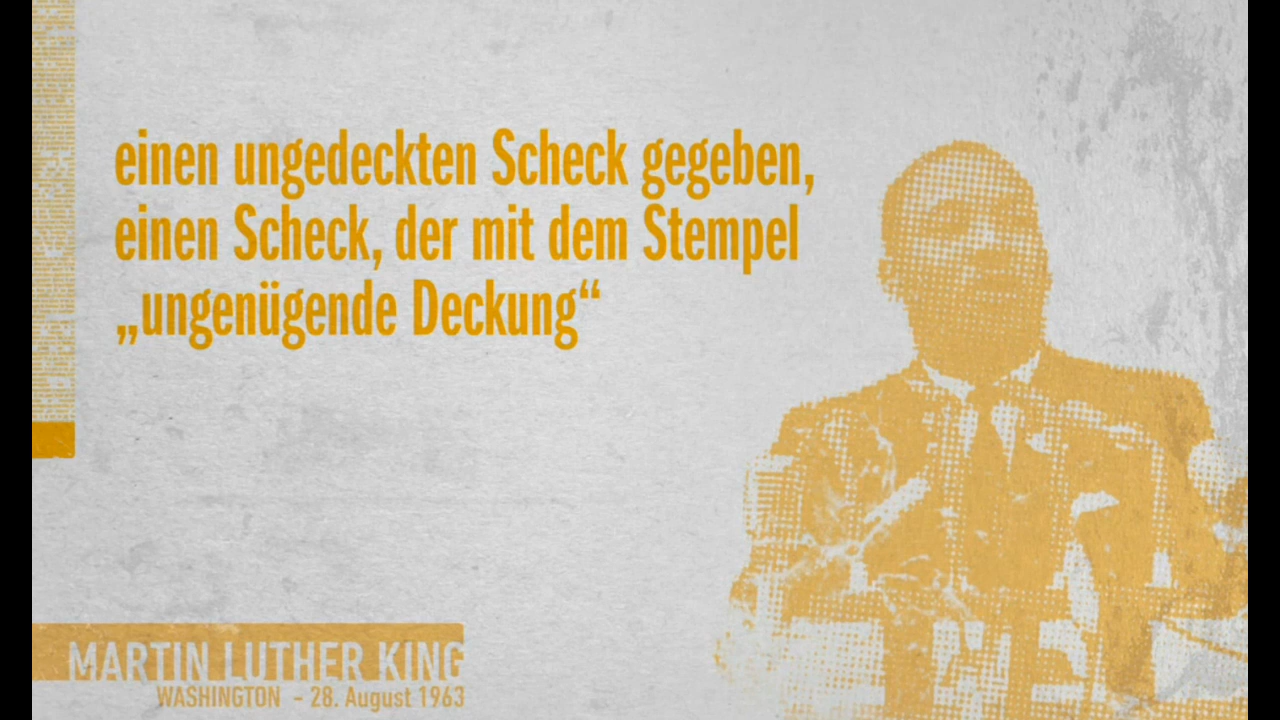 einen ungedeckten Scheck gegeben,
einen Scheck, der mit dem Stempel
„ungenügende Deckung“
MARTIN LUTHER KING
WASHINGTON – 28. August 1963